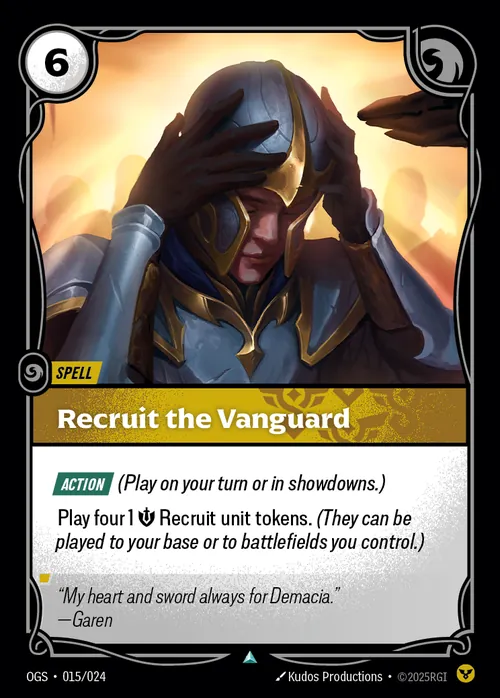 6
SPELL
Recruit the Vanguard
ACTION (Play on your turn or in showdowns.)
Play four 1 Recruit unit tokens. (They can be
played to your base or to battlefields you control.)
“My heart and sword always for Demacia.”
—Garen
OGS • 015/024
Kudos Productions • ©2025RGI